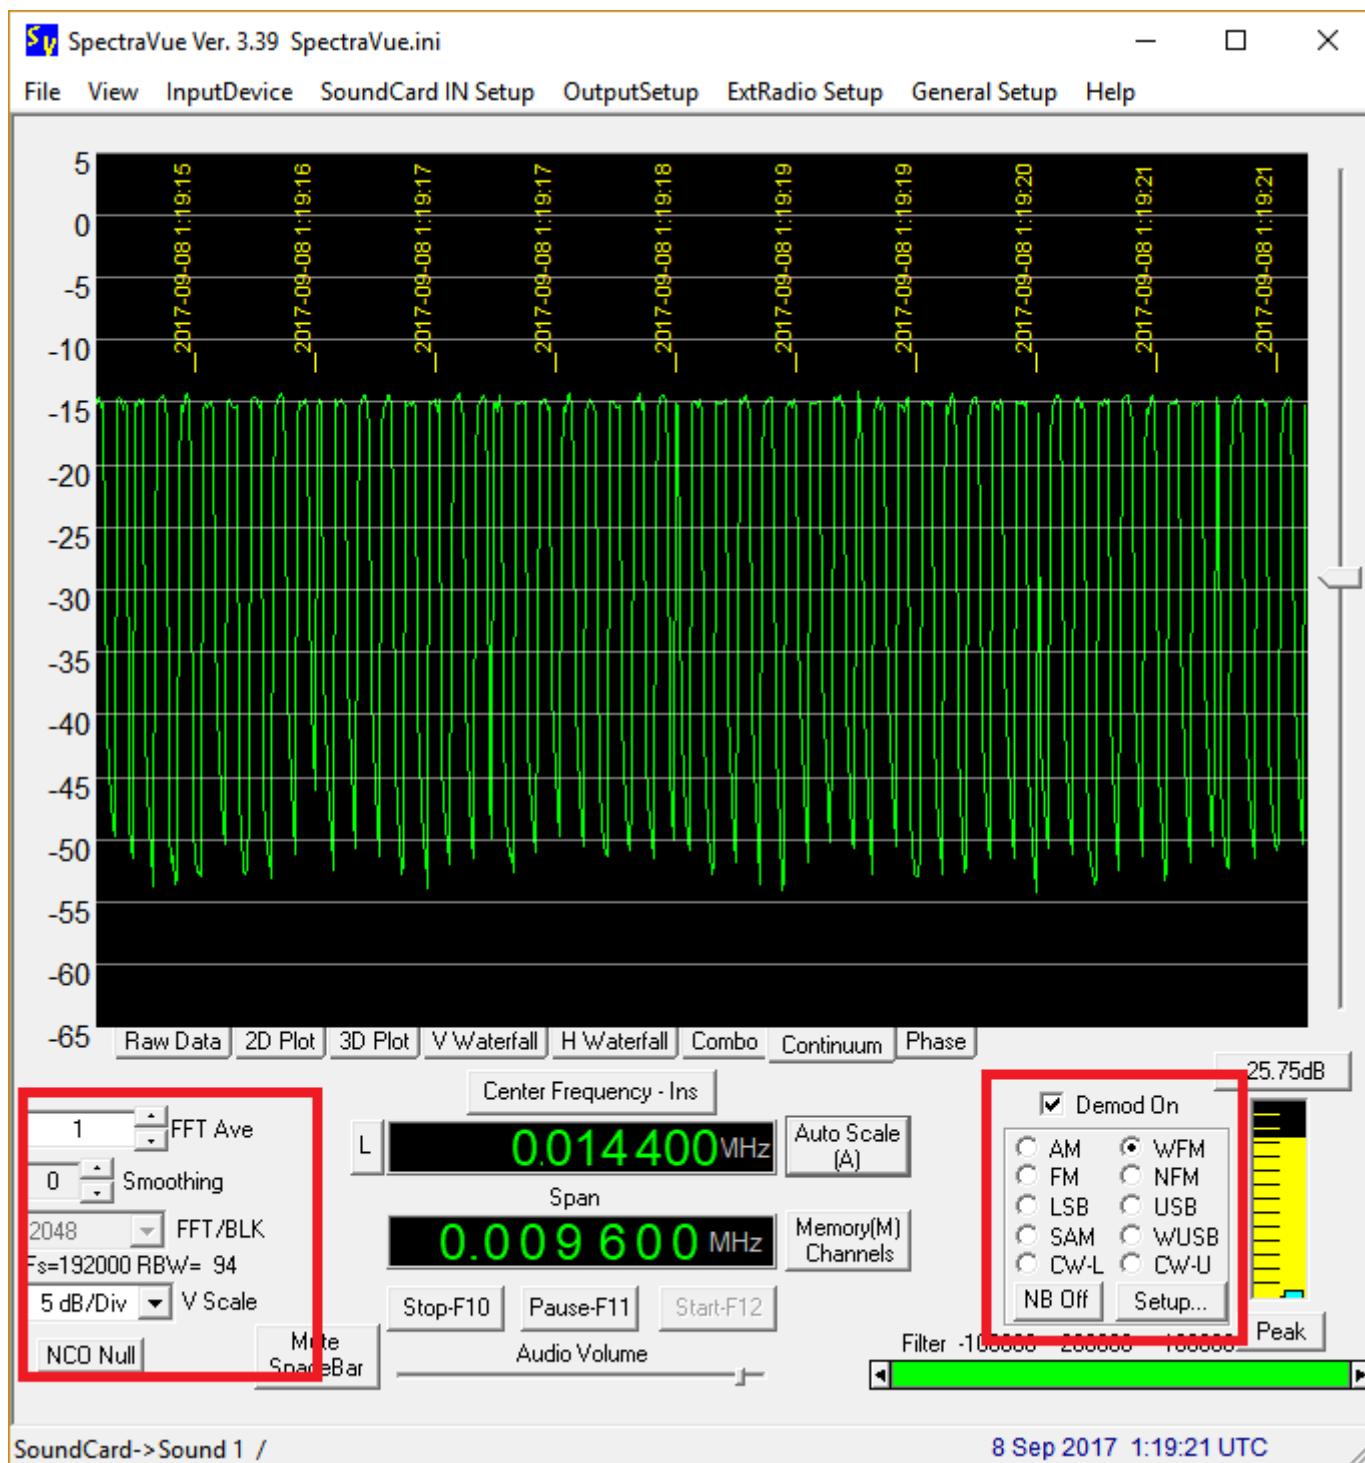 SpectraVue Ver. 3.39 SpectraVue.ini
File View InputDevice SoundCard IN Setup OutputSetup ExtRadio Setup General Setup Help
5
0
-5
-10
-15
-20
-25
-30
-35
-40
-45
-50
-55
-60
-65
2017-09-08 1:19:15
2017-09-08 1:19:16
2017-09-08 1:19:17
2017-09-08 1:19:17
2017-09-08 1:19:18
2017-09-08 1:19:19
2017-09-08 1:19:19
2017-09-08 1:19:20
2017-09-08 1:19:21
2017-09-08 1:19:21
Raw Data 2D Plot 3D Plot V Waterfall H Waterfall Combo Continuum Phase
1 FFT Ave
0 Smoothing
2048 FFT/BLK
Fs=192000 RBW= 94
5 dB/Div V Scale
NCO Null
Mute
SpaceBar
Center Frequency - Ins
L 0.014400 MHz
Auto Scale
(A)
Span
0.009600 MHz
Memory(M)
Channels
Stop-F10 Pause-F11 Start-F12
Audio Volume
25.75dB
Demod On
AM WFM
FM NFM
LSB USB
SAM WUSB
CW-L CW-U
NB Off Setup...
Peak
Filter -100000 200000 100000
SoundCard->Sound 1 /
8 Sep 2017 1:19:21 UTC